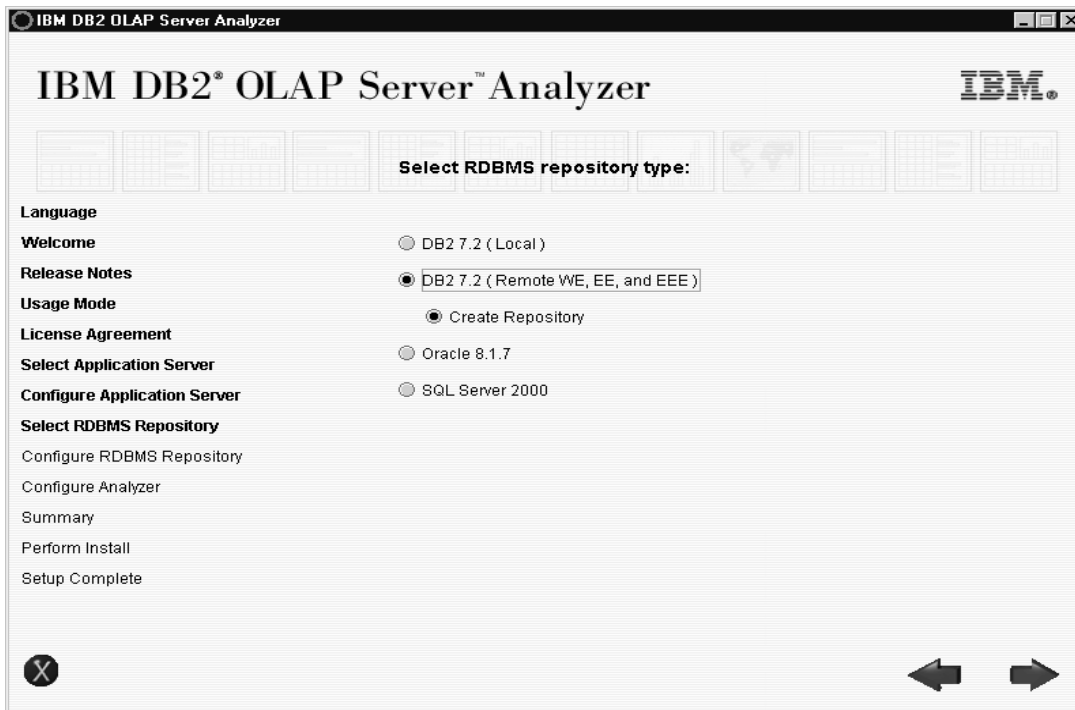 IBM DB2 OLAP Server Analyzer
IBM DB2® OLAP Server™ Analyzer
IBM®
Select RDBMS repository type:
Language
Welcome
Release Notes
Usage Mode
License Agreement
Select Application Server
Configure Application Server
Select RDBMS Repository
Configure RDBMS Repository
Configure Analyzer
Summary
Perform Install
Setup Complete
DB2 7.2 ( Local )
DB2 7.2 ( Remote WE, EE, and EEE )
Create Repository
Oracle 8.1.7
SQL Server 2000